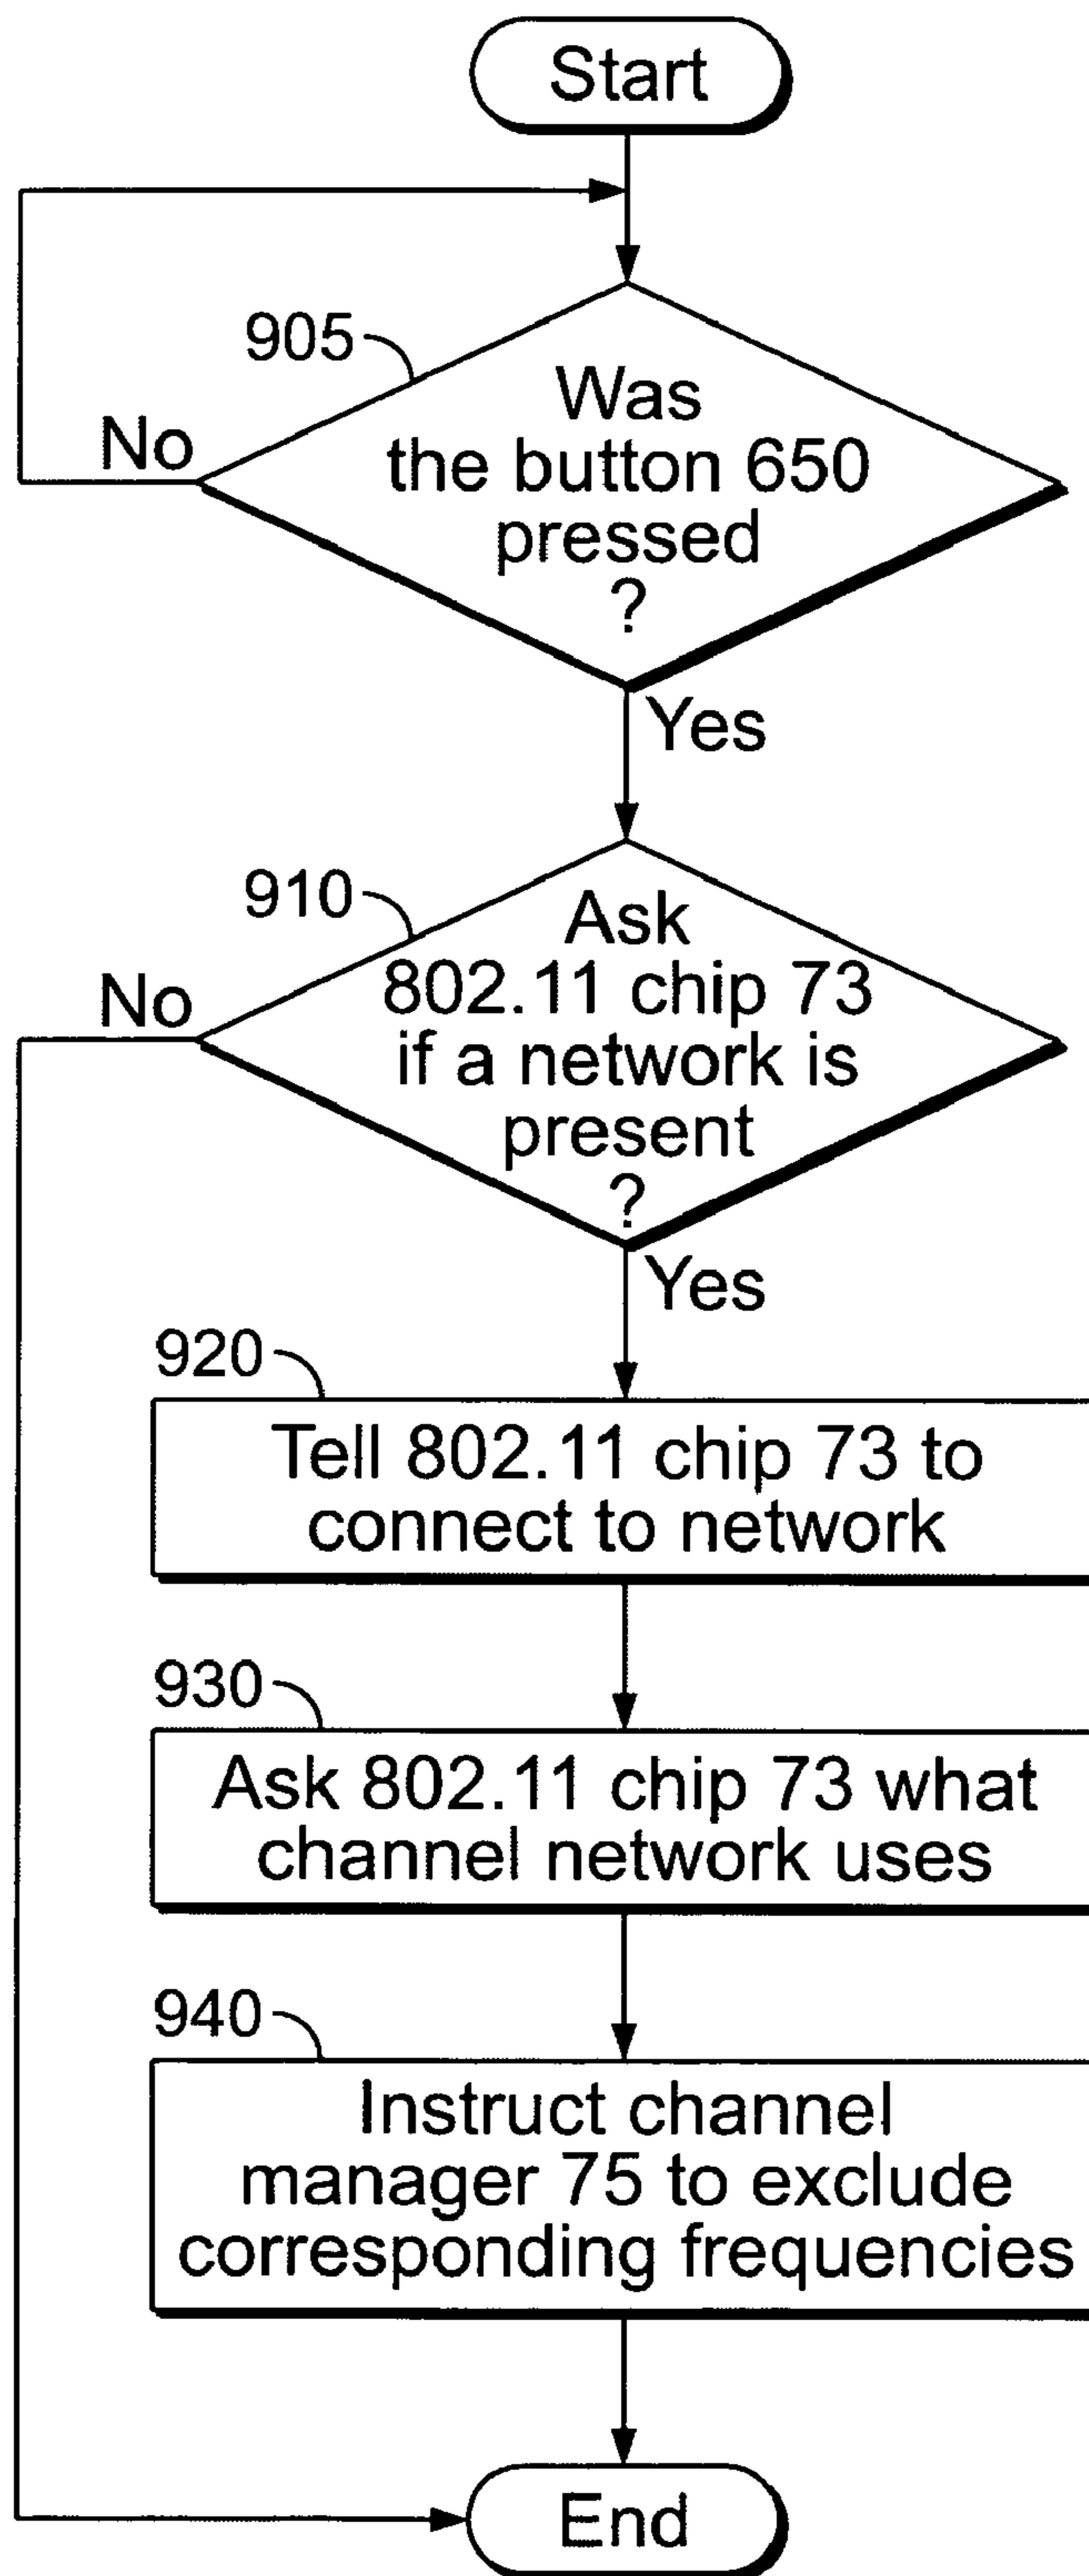 Start
905
No
Was
the button 650
pressed
?
Yes
910
No
Ask
802.11 chip 73
if a network is
present
?
Yes
920
Tell 802.11 chip 73 to
connect to network
930
Ask 802.11 chip 73 what
channel network uses
940
Instruct channel
manager 75 to exclude
corresponding frequencies
End